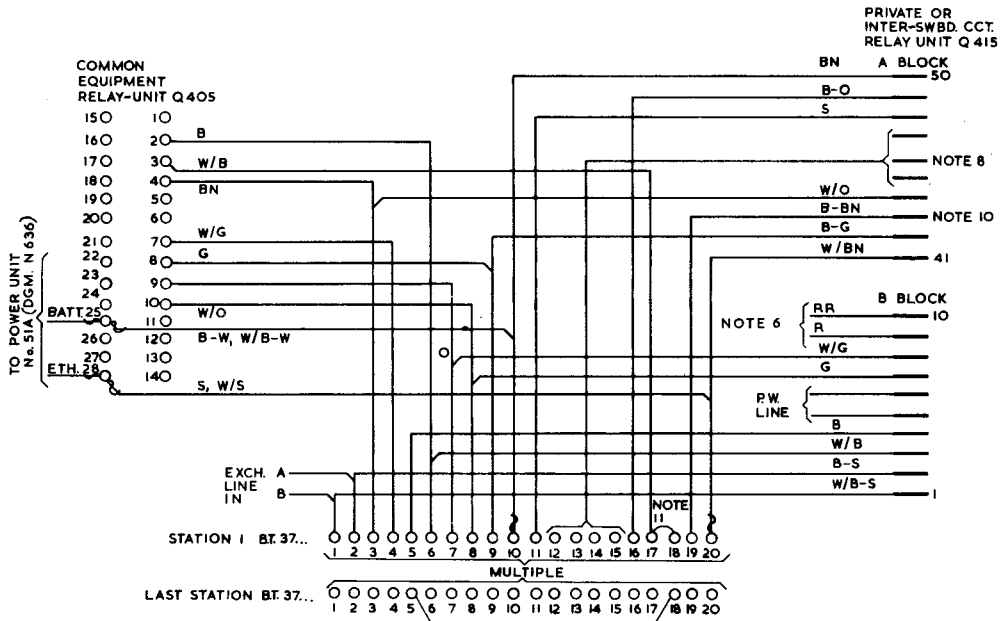 PRIVATE OR
INTER-SWBD. CCT.
RELAY UNIT Q 415
BN A BLOCK
50
COMMON
EQUIPMENT
RELAY-UNIT Q405
B-O
S
15 1
16 2 B
17 3 W/B
NOTE 8
18 4 BN
19 5
W/O
20 6
B-BN
NOTE 10
21 7 W/G
B-G
22 8 G
W/BN
41
23 9
24 10 W/O
B BLOCK
10
BATT. 25 11
B-W, W/B-W
26 12
27 13
ETH. 28 14
S, W/S
TO POWER UNIT
No. 51A (DGM. N 636)
NOTE 6
RR
R
W/G
G
P.W.
LINE
B
W/B
B-S
W/B-S
1
EXCH. A
LINE
IN B
NOTE
11
STATION 1 B.T. 37...
1 2 3 4 5 6 7 8 9 10 11 12 13 14 15 16 17 18 19 20
MULTIPLE
LAST STATION B.T. 37...
1 2 3 4 5 6 7 8 9 10 11 12 13 14 15 16 17 18 19 20